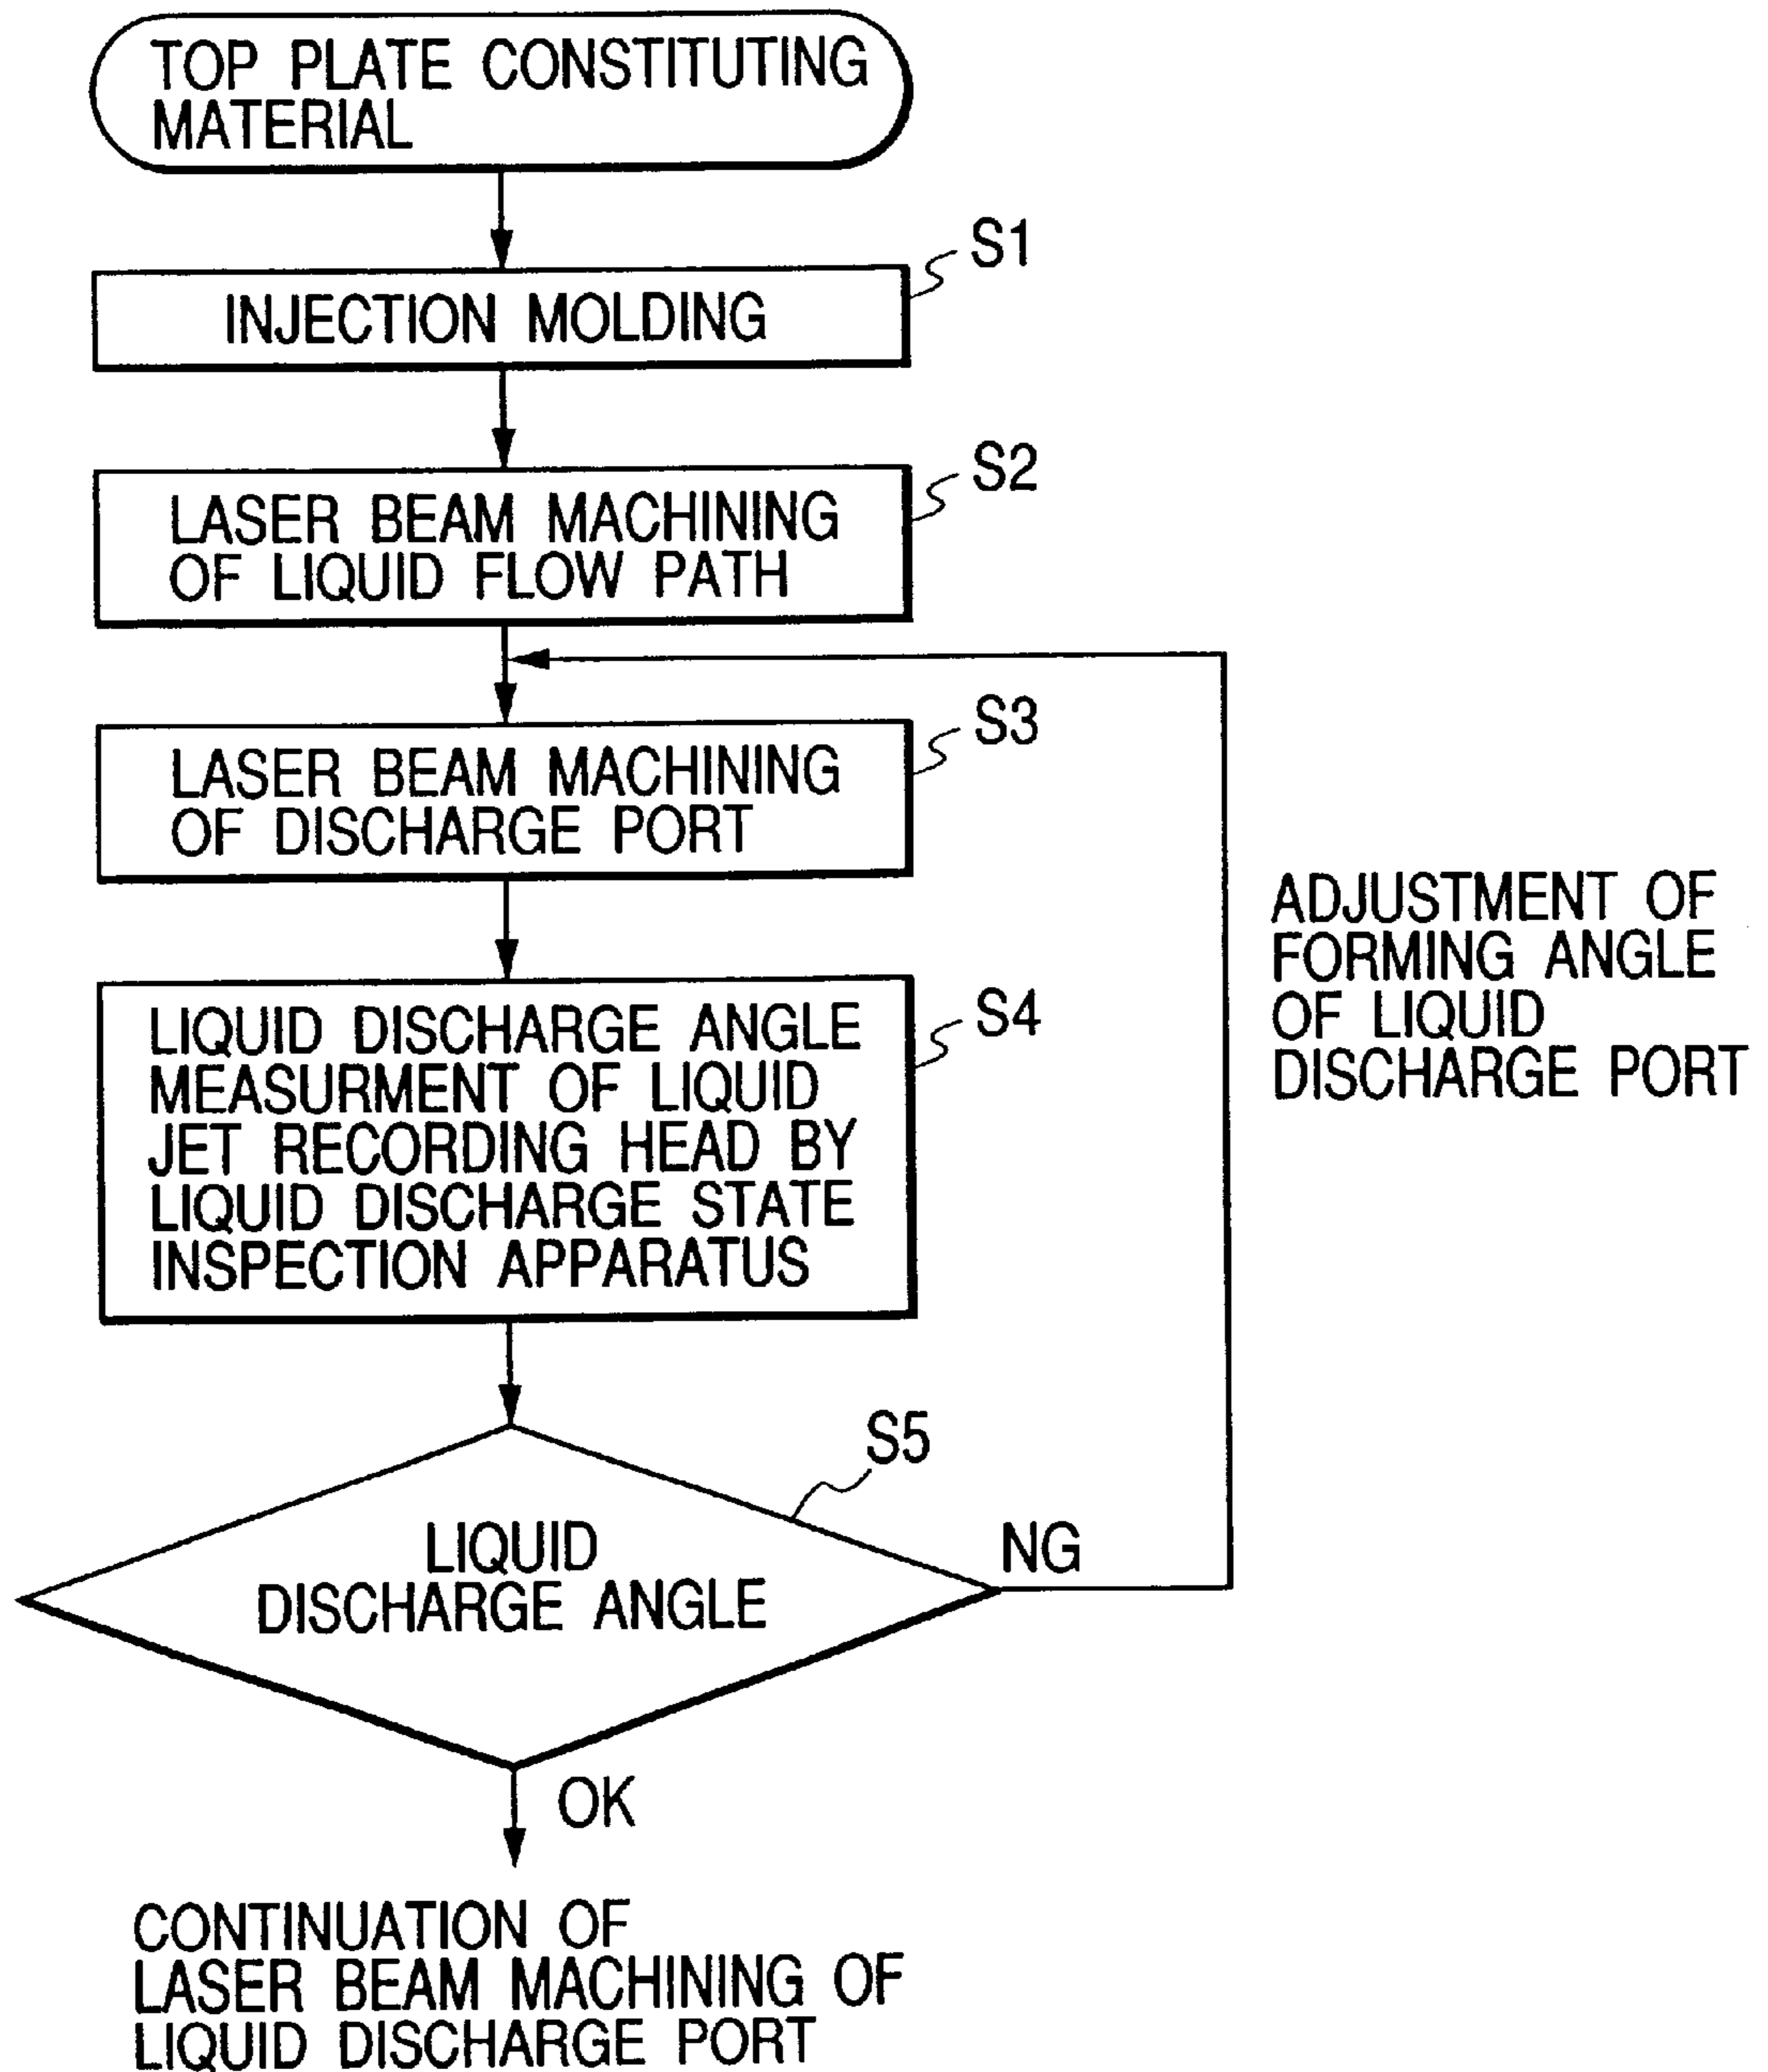 TOP PLATE CONSTITUTING
MATERIAL
S1
INJECTION MOLDING
S2
LASER BEAM MACHINING
OF LIQUID FLOW PATH
S3
LASER BEAM MACHINING
OF DISCHARGE PORT
ADJUSTMENT OF
FORMING ANGLE
OF LIQUID
DISCHARGE PORT
S4
LIQUID DISCHARGE ANGLE
MEASURMENT OF LIQUID
JET RECORDING HEAD BY
LIQUID DISCHARGE STATE
INSPECTION APPARATUS
S5
LIQUID
DISCHARGE ANGLE
NG
OK
CONTINUATION OF
LASER BEAM MACHINING OF
LIQUID DISCHARGE PORT